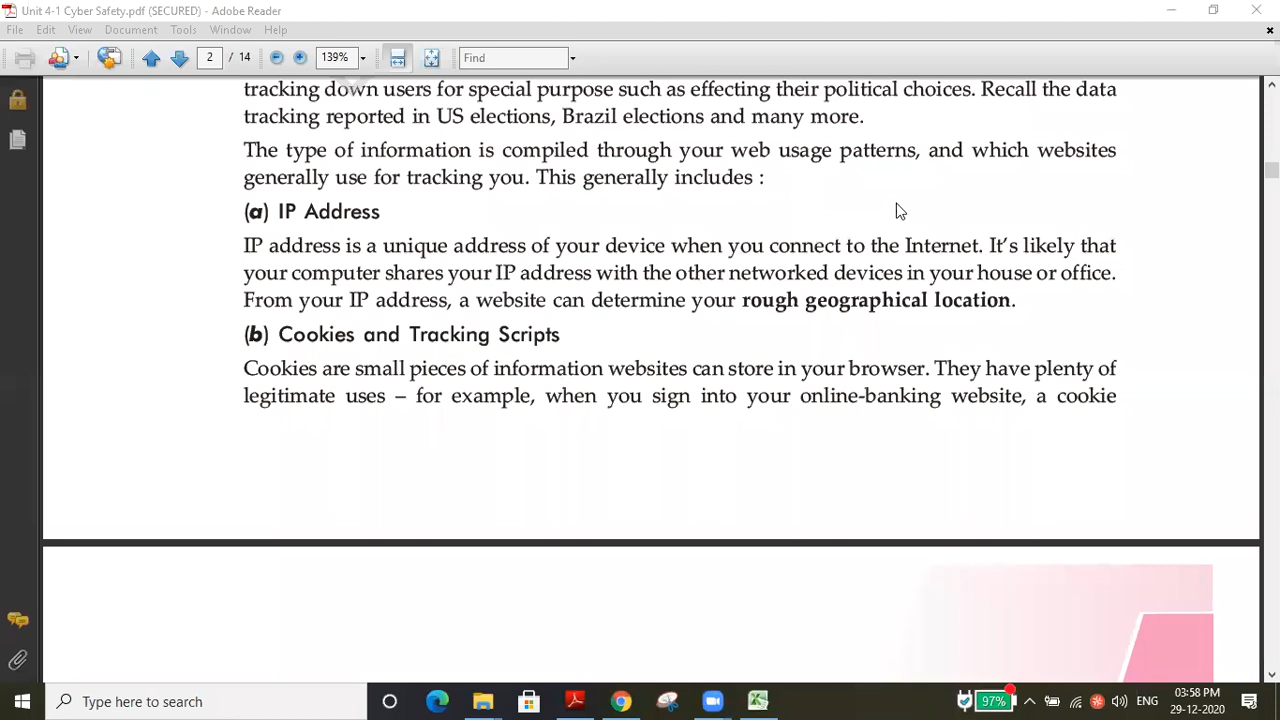 Unit 4-1 Cyber Safety.pdf (SECURED) - Adobe Reader
File Edit View Document Tools Window Help
2 / 14 139% Find
tracking down users for special purpose such as effecting their political choices. Recall the data
tracking reported in US elections, Brazil elections and many more.
The type of information is compiled through your web usage patterns, and which websites
generally use for tracking you. This generally includes :
(a) IP Address
IP address is a unique address of your device when you connect to the Internet. It's likely that
your computer shares your IP address with the other networked devices in your house or office.
From your IP address, a website can determine your rough geographical location.
(b) Cookies and Tracking Scripts
Cookies are small pieces of information websites can store in your browser. They have plenty of
legitimate uses – for example, when you sign into your online-banking website, a cookie
Type here to search
97%
ENG
03:58 PM
29-12-2020